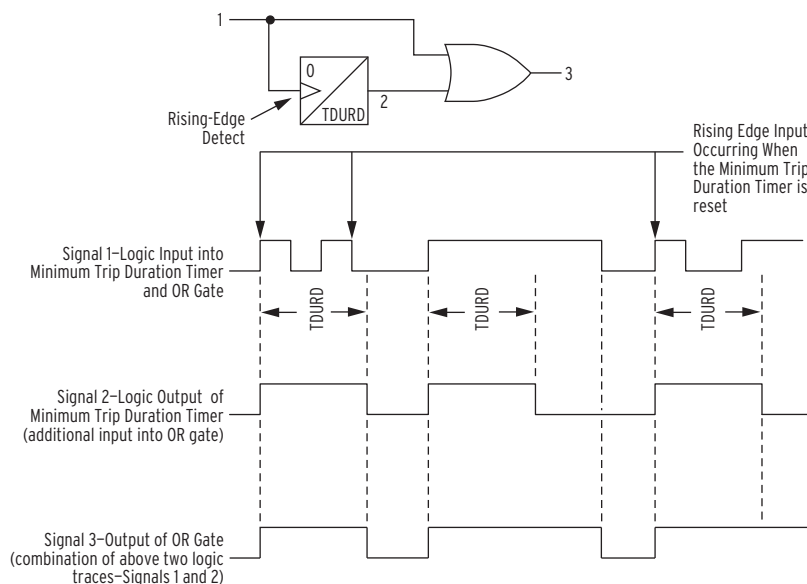 1
0
3
2
TDURD
Rising-Edge
Detect
Rising Edge Input
Occurring When
the Minimum Trip
Duration Timer is
reset
Signal 1–Logic Input into
Minimum Trip Duration Timer
and OR Gate
TDURD
TDURD
TDURD
Signal 2–Logic Output of
Minimum Trip Duration Timer
(additional input into OR gate)
Signal 3–Output of OR Gate
(combination of above two logic
traces–Signals 1 and 2)